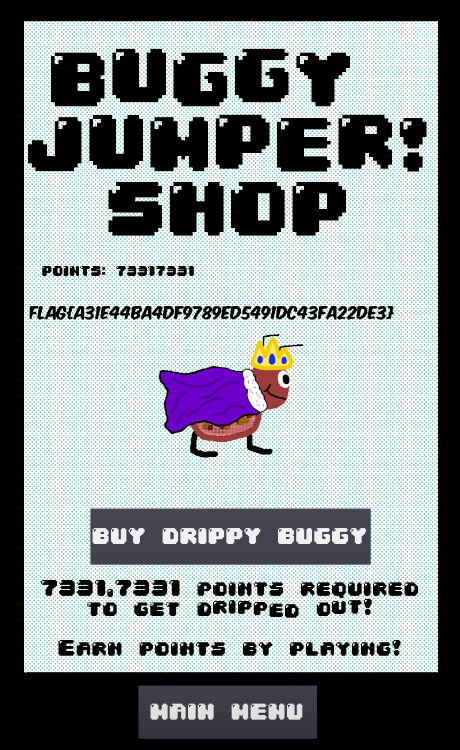 BUGGY
JUMPER!
SHOP
POINTS: 73317331
FLAG{A31E44BA4DF9789ED5491DC43FA22DE3}
BUY DRIPPY BUGGY
7331,7331 POINTS REQUIRED
TO GET DRIPPED OUT!
EARN POINTS BY PLAYING!
MAIN MENU